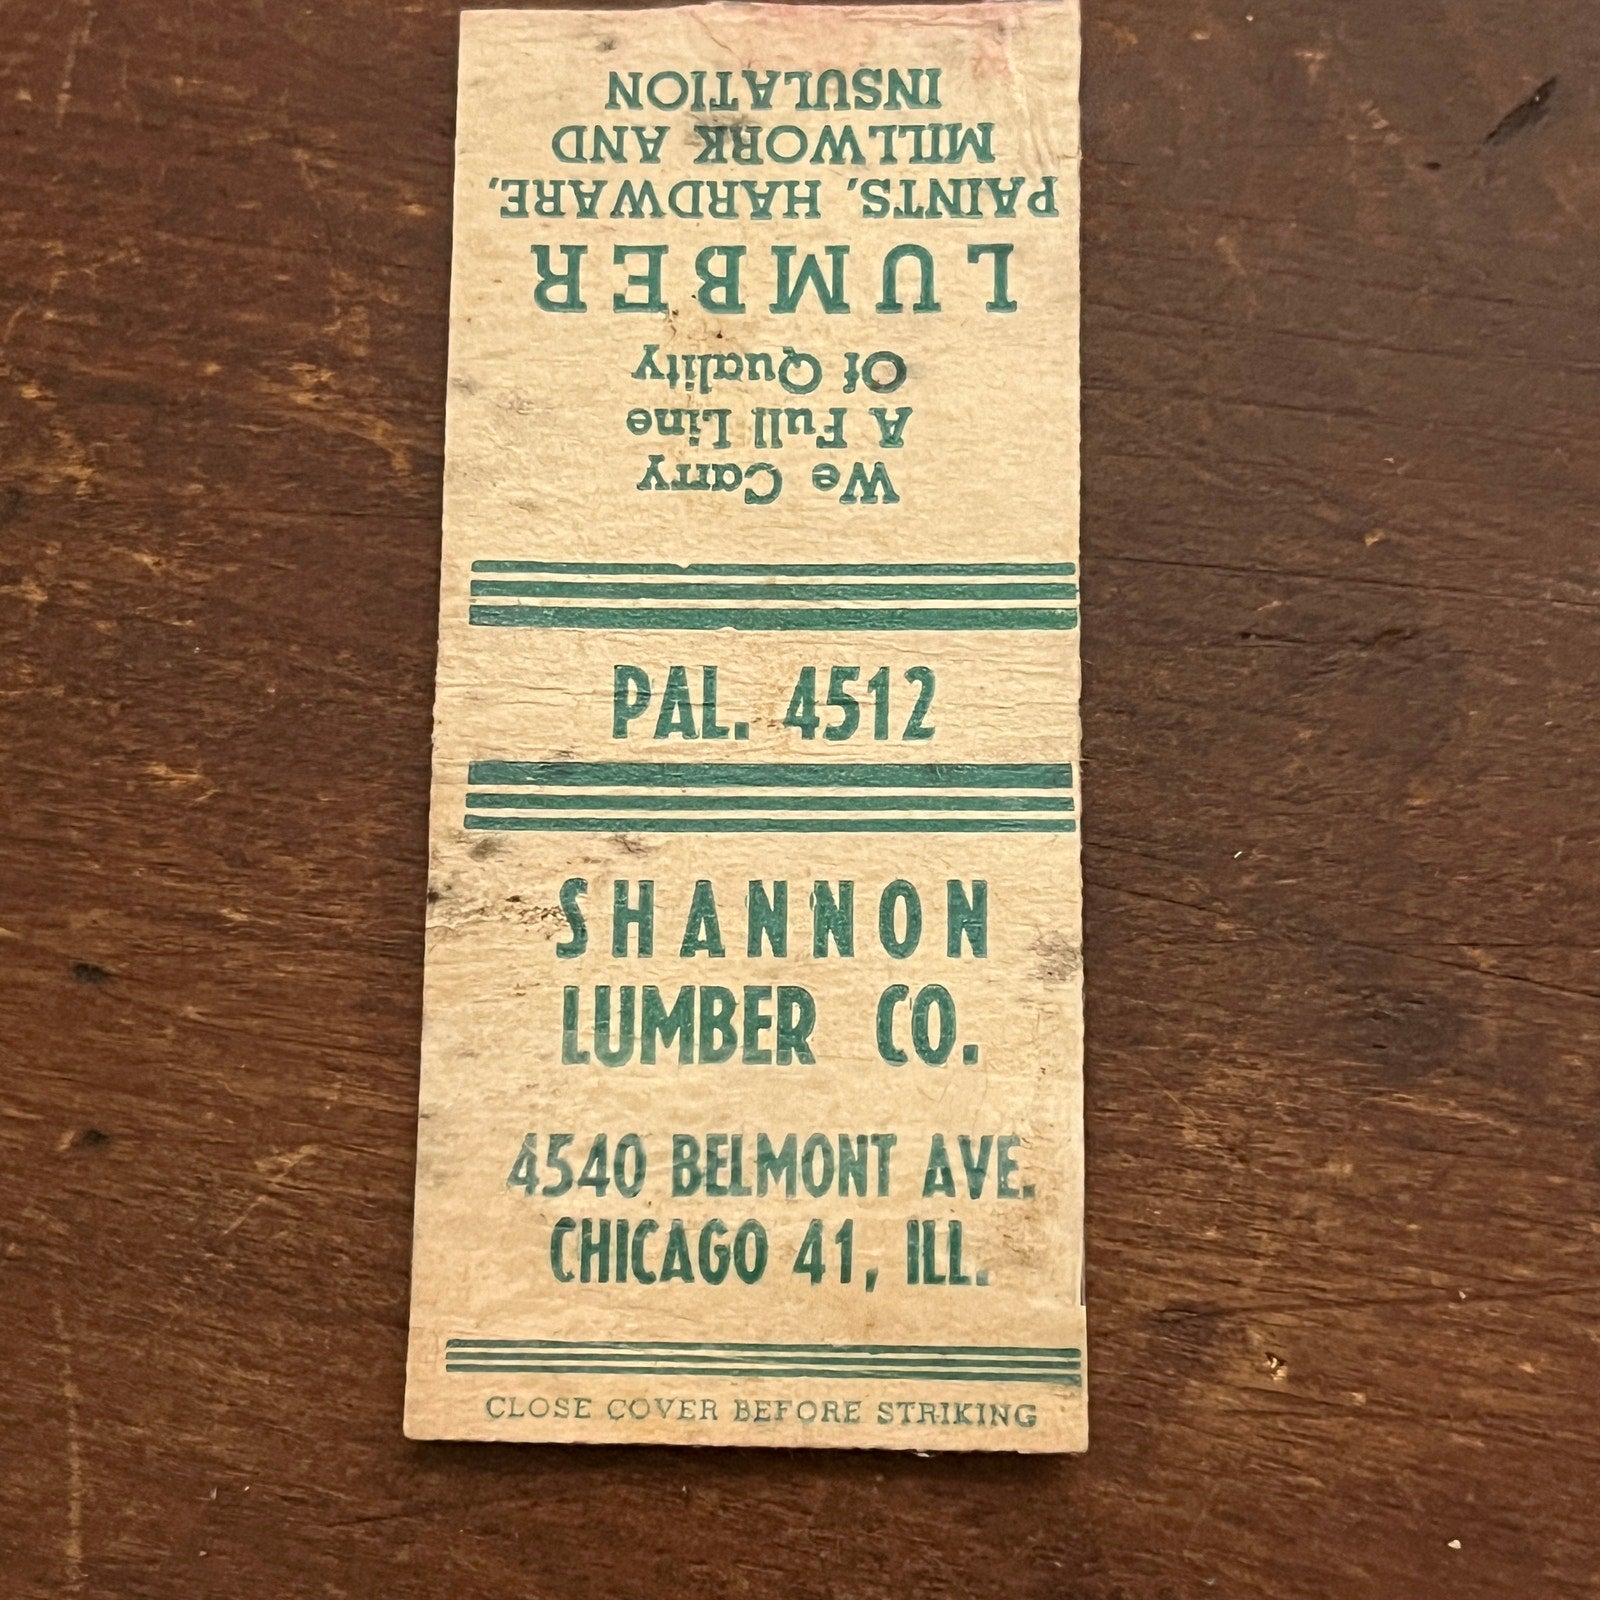 We Carry
A Full Line
Of Quality
LUMBER
PAINTS, HARDWARE,
MILLWORK AND
INSULATION
PAL. 4512
SHANNON
LUMBER CO.
4540 BELMONT AVE.
CHICAGO 41, ILL.
CLOSE COVER BEFORE STRIKING